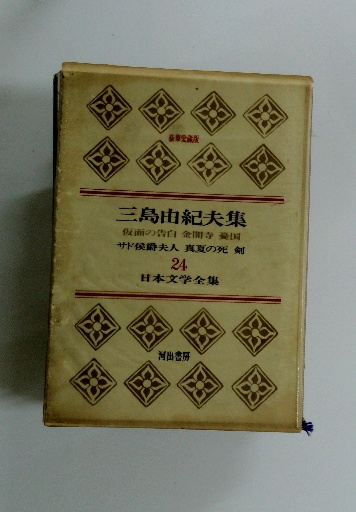 豪華愛蔵版
三島由紀夫集
仮面の告白 金閣寺 憂国
サド侯爵夫人 真夏の死 剣
24
日本文学全集
河出書房